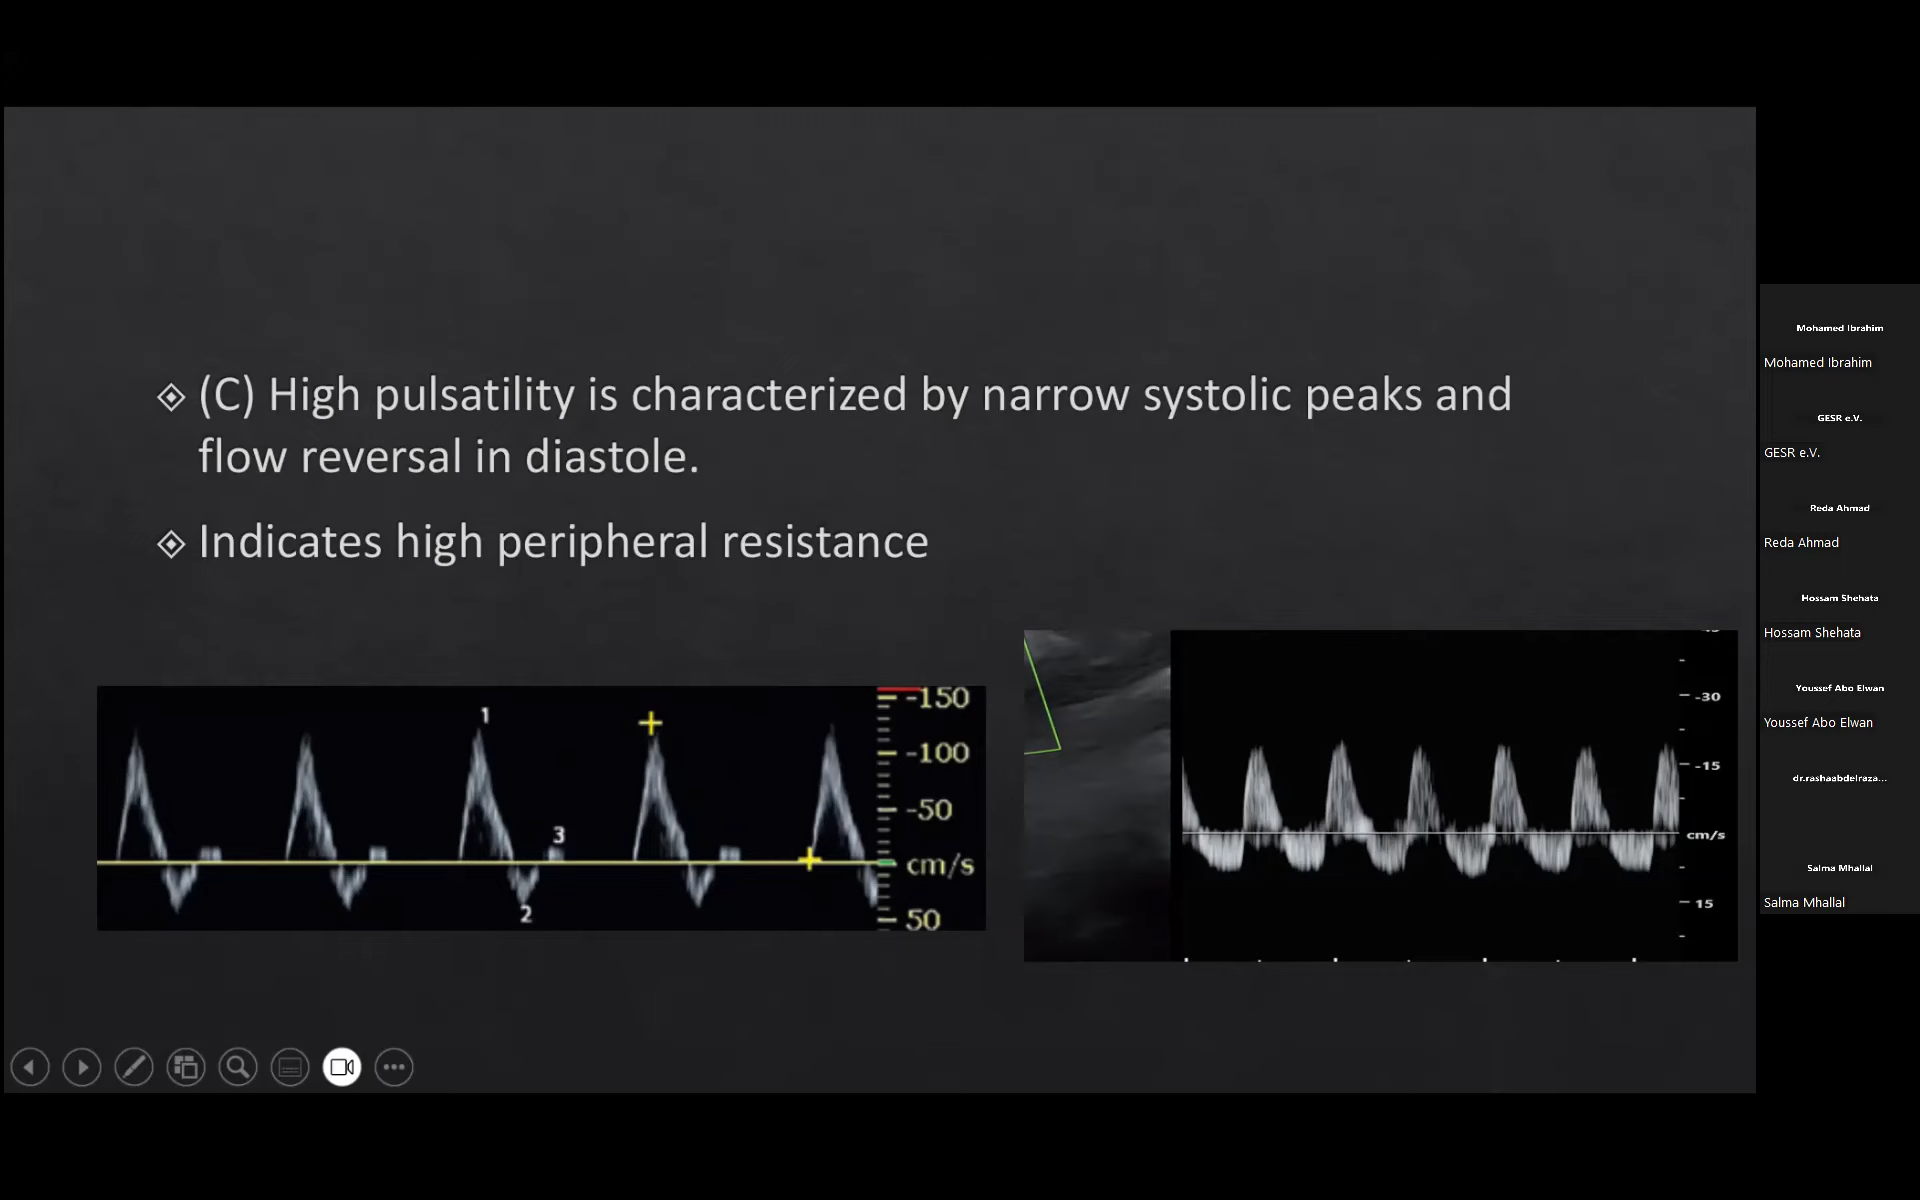 (C) High pulsatility is characterized by narrow systolic peaks and
flow reversal in diastole.
Indicates high peripheral resistance
1
2
3
-150
-100
-50
cm/s
50
-30
-15
cm/s
15
Mohamed Ibrahim
Mohamed Ibrahim
GESR e.V.
GESR e.V.
Reda Ahmad
Reda Ahmad
Hossam Shehata
Hossam Shehata
Youssef Abo Elwan
Youssef Abo Elwan
dr.rashaabdelraza...
Salma Mhallal
Salma Mhallal